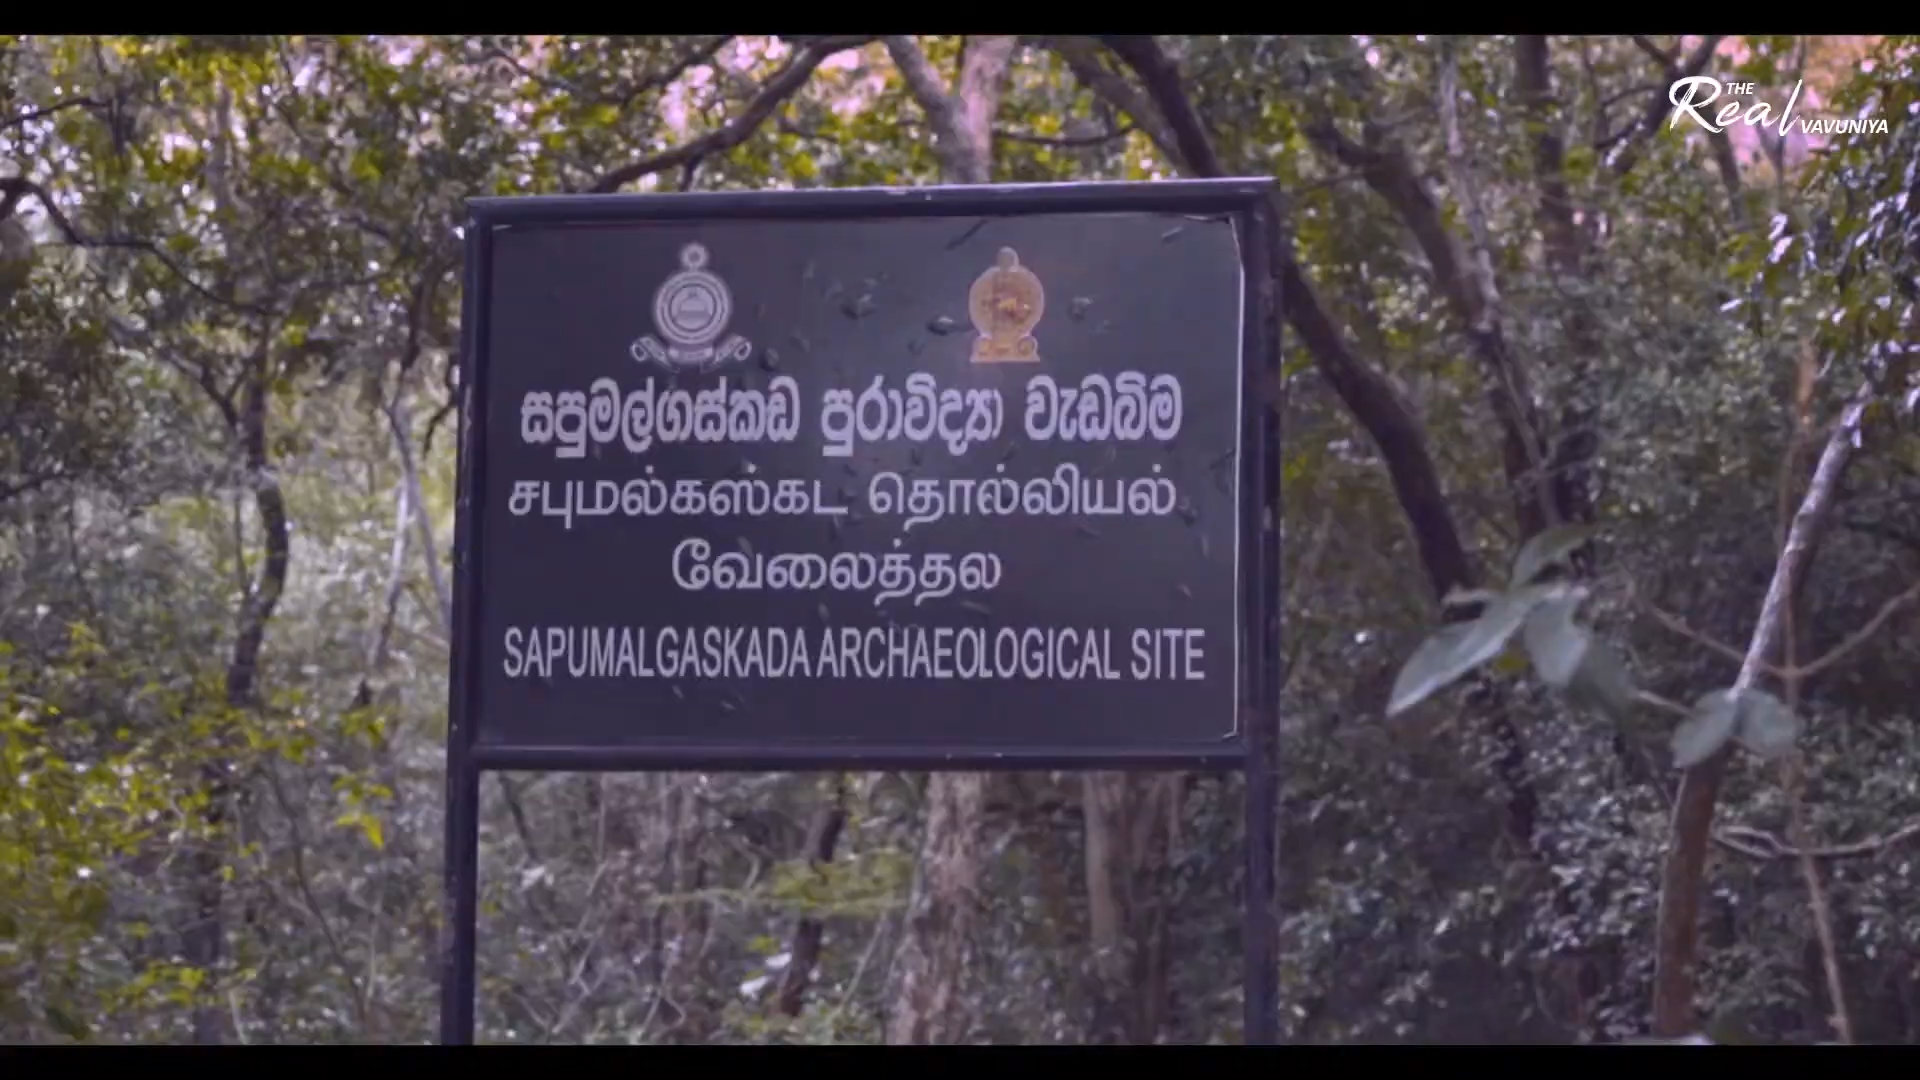 THE Real VAVUNIYA
සපුමල්ගස්කඩ පුරාවිද්‍යා වැඩබිම
சபுமல்கஸ்கட தொல்லியல்
வேலைத்தல
SAPUMALGASKADA ARCHAEOLOGICAL SITE